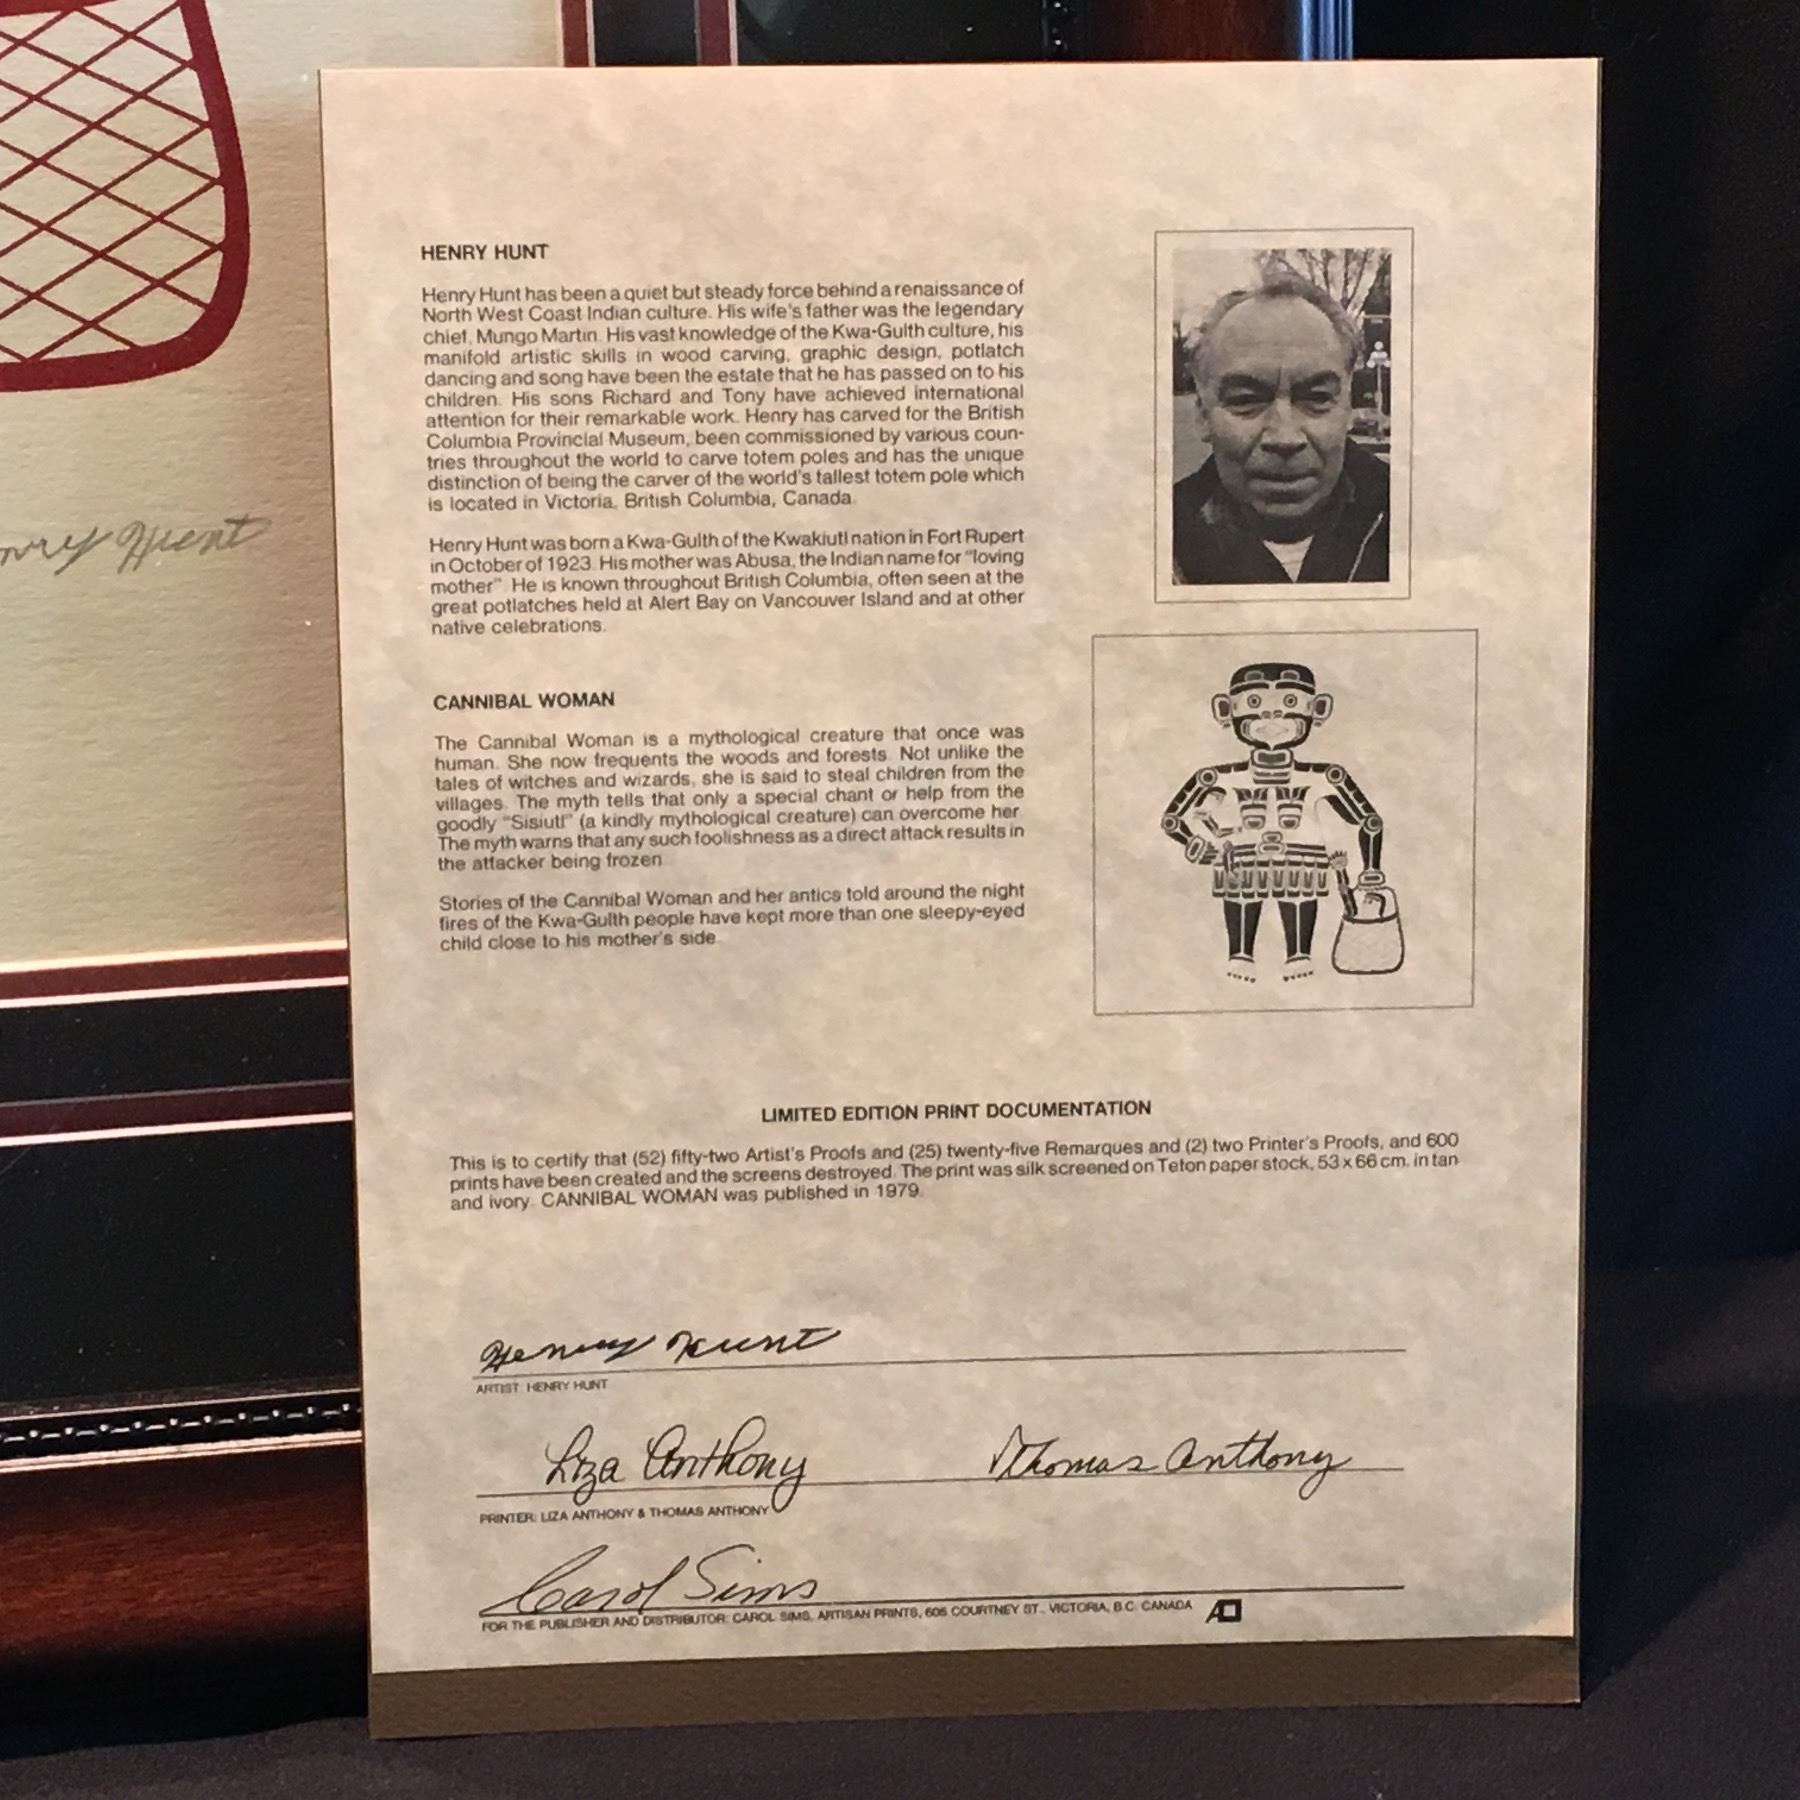 HENRY HUNT
Henry Hunt has been a quiet but steady force behind a renaissance of
North West Coast Indian culture. His wife's father was the legendary
chief, Mungo Martin. His vast knowledge of the Kwa-Gulth culture, his
manifold artistic skills in wood carving, graphic design, potlatch
dancing and song have been the estate that he has passed on to his
children. His sons Richard and Tony have achieved international
attention for their remarkable work. Henry has carved for the British
Columbia Provincial Museum, been commissioned by various coun-
tries throughout the world to carve totem poles and has the unique
distinction of being the carver of the world's tallest totem pole which
is located in Victoria, British Columbia, Canada.
Henry Hunt was born a Kwa-Gulth of the Kwakiutl nation in Fort Rupert
in October of 1923. His mother was Abusa, the Indian name for "loving
mother". He is known throughout British Columbia, often seen at the
great potlatches held at Alert Bay on Vancouver Island and at other
native celebrations.
CANNIBAL WOMAN
The Cannibal Woman is a mythological creature that once was
human. She now frequents the woods and forests. Not unlike the
tales of witches and wizards, she is said to steal children from the
villages. The myth tells that only a special chant or help from the
goodly "Sisiutl" (a kindly mythological creature) can overcome her.
The myth warns that any such foolishness as a direct attack results in
the attacker being frozen.
Stories of the Cannibal Woman and her antics told around the night
fires of the Kwa-Gulth people have kept more than one sleepy-eyed
child close to his mother's side.
LIMITED EDITION PRINT DOCUMENTATION
This is to certify that (52) fifty-two Artist's Proofs and (25) twenty-five Remarques and (2) two Printer's Proofs, and 600
prints have been created and the screens destroyed. The print was silk screened on Teton paper stock, 53 x 66 cm. in tan
and ivory. CANNIBAL WOMAN was published in 1979.
Henry Hunt
ARTIST: HENRY HUNT
Liza Anthony Thomas Anthony
PRINTER: LIZA ANTHONY & THOMAS ANTHONY
Carol Sims
FOR THE PUBLISHER AND DISTRIBUTOR: CAROL SIMS, ARTISAN PRINTS, 605 COURTNEY ST., VICTORIA, B.C. CANADA
nry Hunt